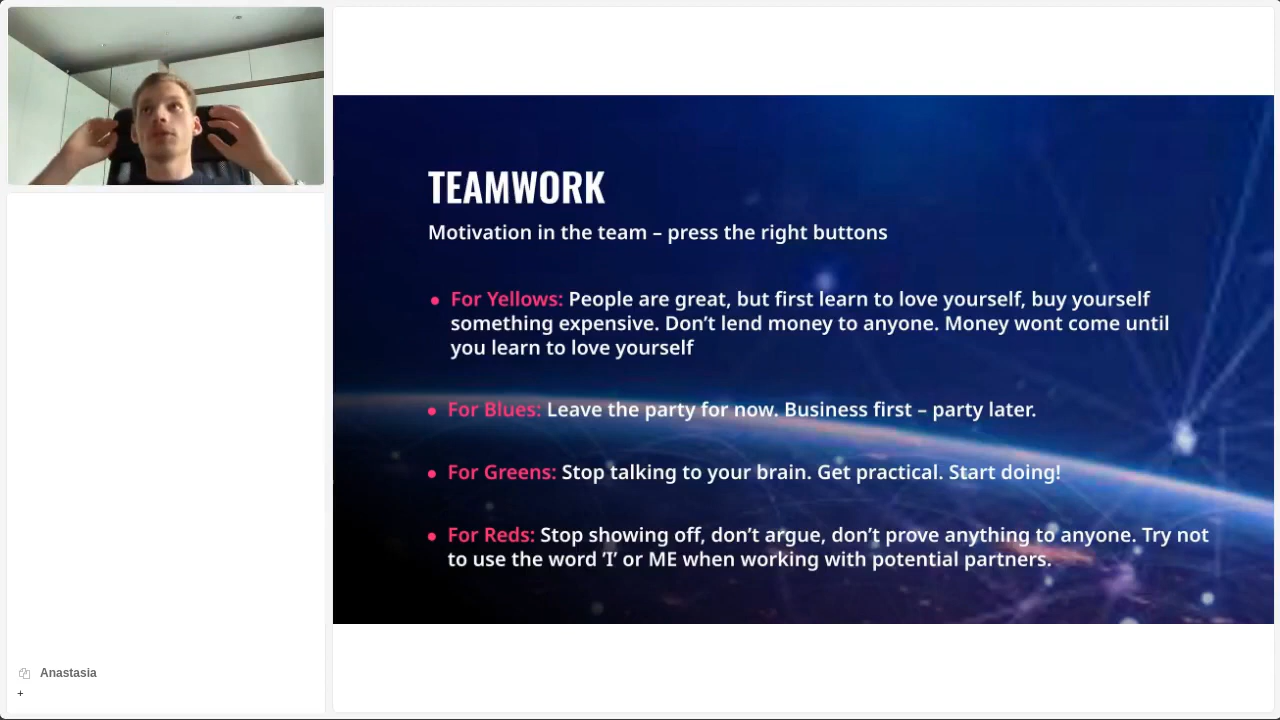 TEAMWORK
Motivation in the team – press the right buttons
• For Yellows: People are great, but first learn to love yourself, buy yourself
something expensive. Don’t lend money to anyone. Money wont come until
you learn to love yourself
• For Blues: Leave the party for now. Business first – party later.
• For Greens: Stop talking to your brain. Get practical. Start doing!
• For Reds: Stop showing off, don’t argue, don’t prove anything to anyone. Try not
to use the word ’I’ or ME when working with potential partners.
Anastasia
+